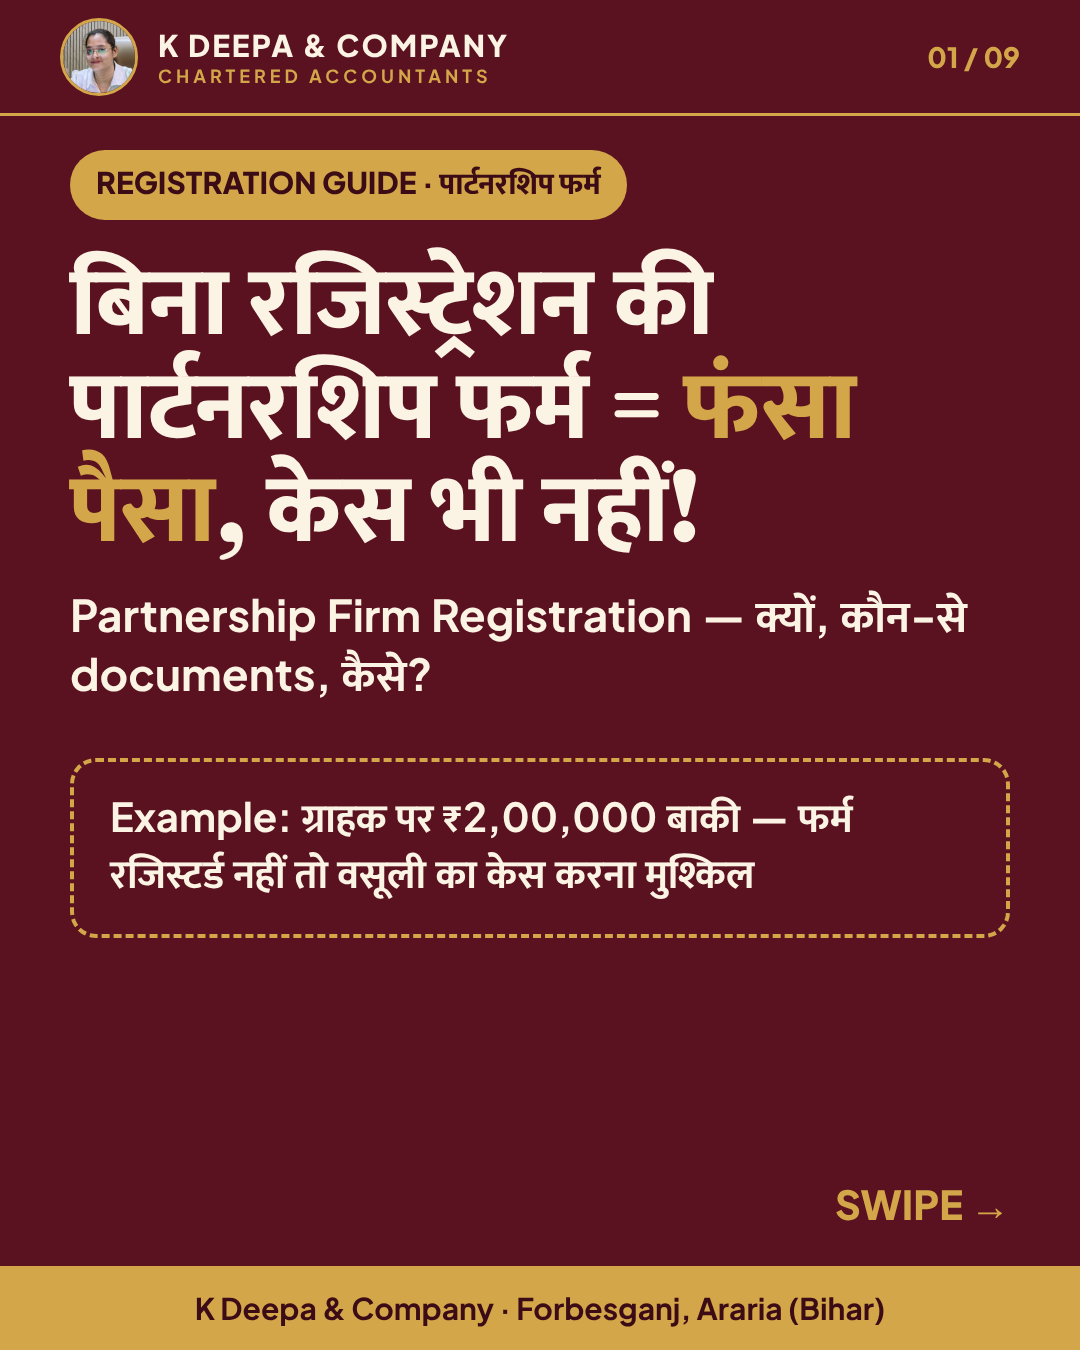 K DEEPA & COMPANY
CHARTERED ACCOUNTANTS
01 / 09
REGISTRATION GUIDE · पार्टनरशिप फर्म
बिना रजिस्ट्रेशन की
पार्टनरशिप फर्म = फंसा
पैसा, केस भी नहीं!
Partnership Firm Registration — क्यों, कौन-से
documents, कैसे?
Example: ग्राहक पर ₹2,00,000 बाकी — फर्म
रजिस्टर्ड नहीं तो वसूली का केस करना मुश्किल
SWIPE →
K Deepa & Company · Forbesganj, Araria (Bihar)